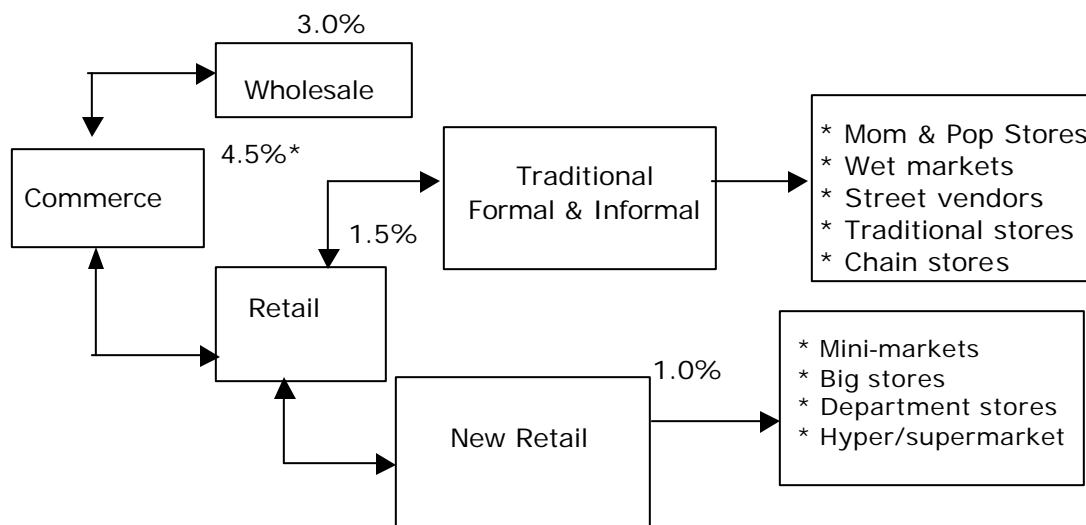 3.0%
Wholesale
4.5%*
Commerce
Traditional
Formal & Informal
* Mom & Pop Stores
* Wet markets
* Street vendors
* Traditional stores
* Chain stores
1.5%
Retail
New Retail
1.0%
* Mini-markets
* Big stores
* Department stores
* Hyper/supermarket